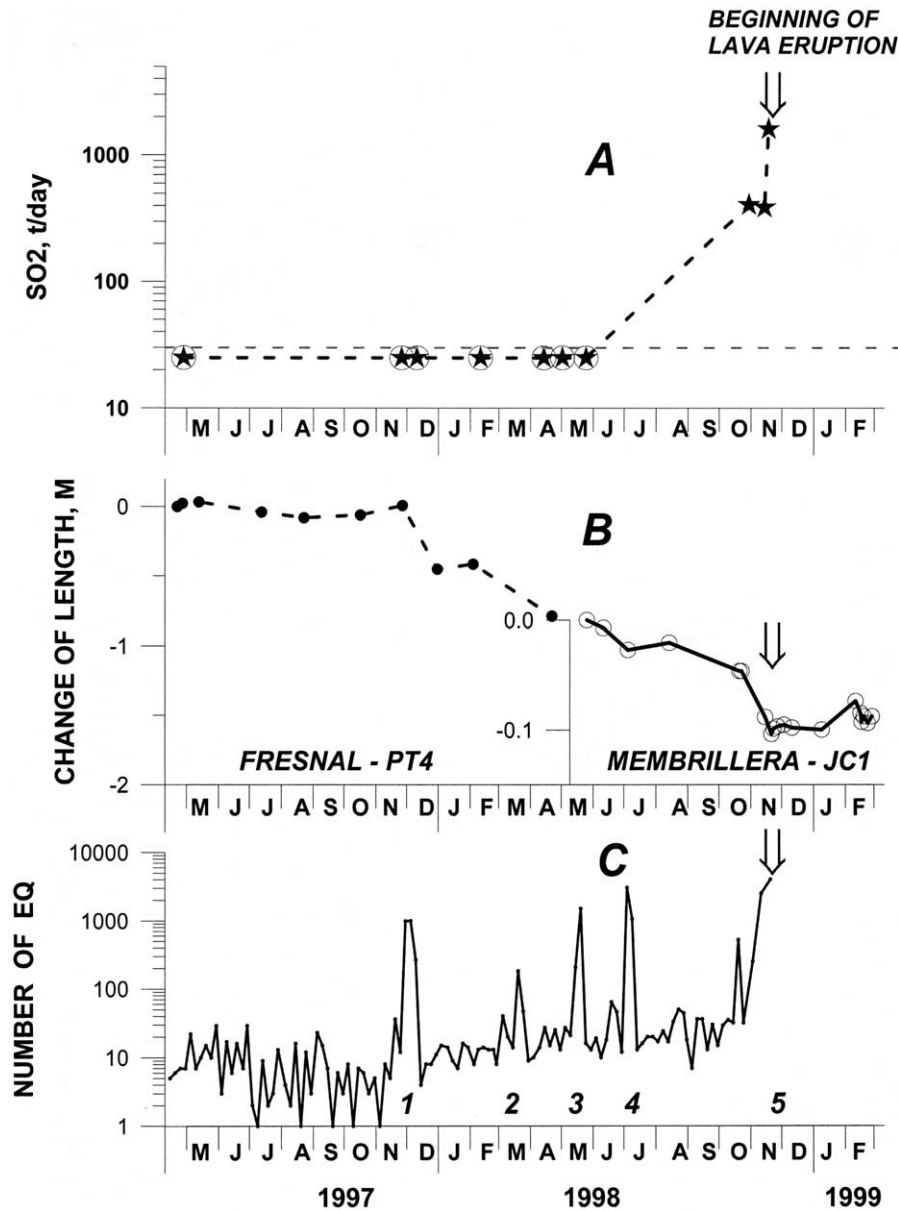 BEGINNING OF
LAVA ERUPTION
A
SO2, t/day
1000
100
10
M J J A S O N D J F M A M J J A S O N D J F
CHANGE OF LENGTH, M
B
0
-1
-2
0.0
-0.1
FRESNAL - PT4
MEMBRILLERA - JC1
M J J A S O N D J F M A M J J A S O N D J F
NUMBER OF EQ
C
10000
1000
100
10
1
1 2 3 4 5
M J J A S O N D J F M A M J J A S O N D J F
1997 1998 1999